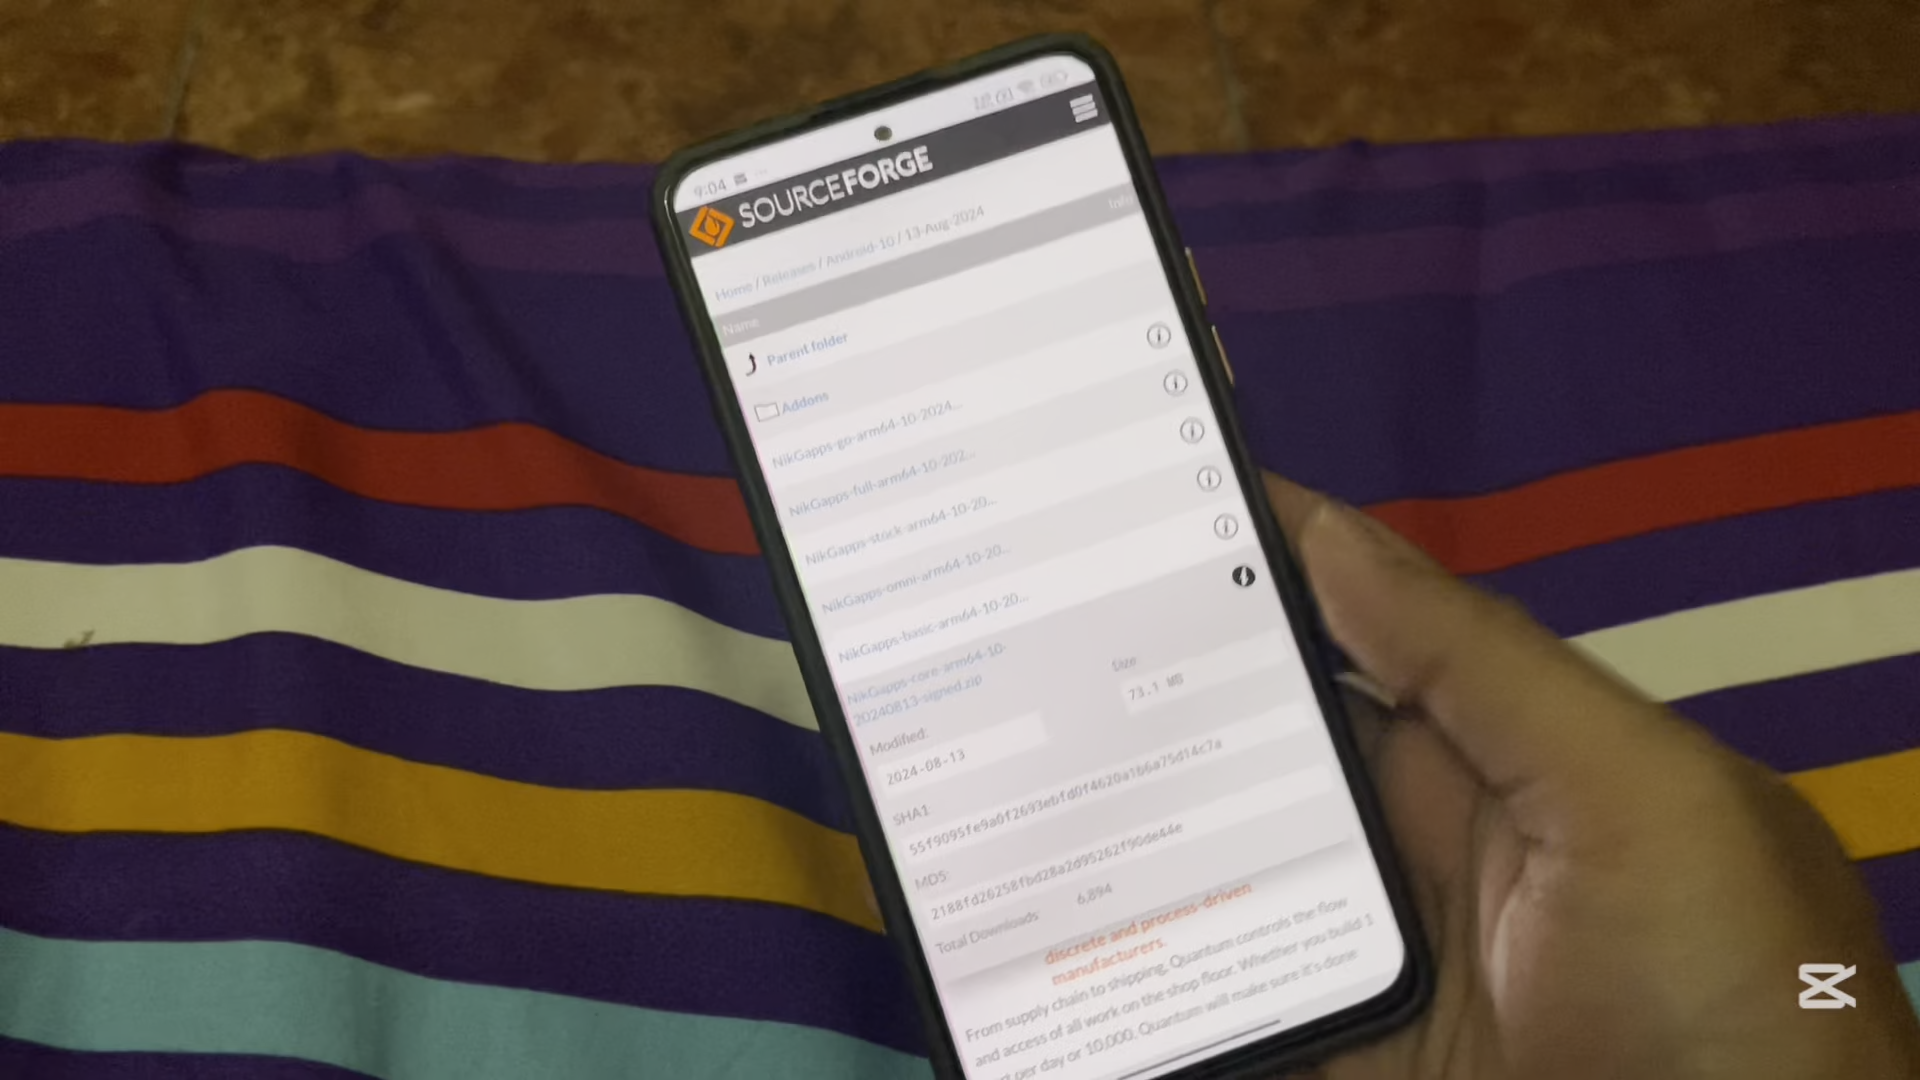 9:04
SOURCEFORGE
Home / Releases / Android-10 / 13-Aug-2024
Name Info
Parent folder
Addons
NikGapps-go-arm64-10-2024...
NikGapps-full-arm64-10-202...
NikGapps-stock-arm64-10-20...
NikGapps-omni-arm64-10-20...
NikGapps-basic-arm64-10-20...
NikGapps-core-arm64-10-
20240813-signed.zip
Size
73.1 MB
Modified:
2024-08-13
SHA1
MD5:
Total Downloads 6,894
discrete and process-driven
manufacturers.
From supply chain to shipping, Quantum controls the flow
and access of all work on the shop floor. Whether you build 1
per day or 10,000, Quantum will make sure it's done